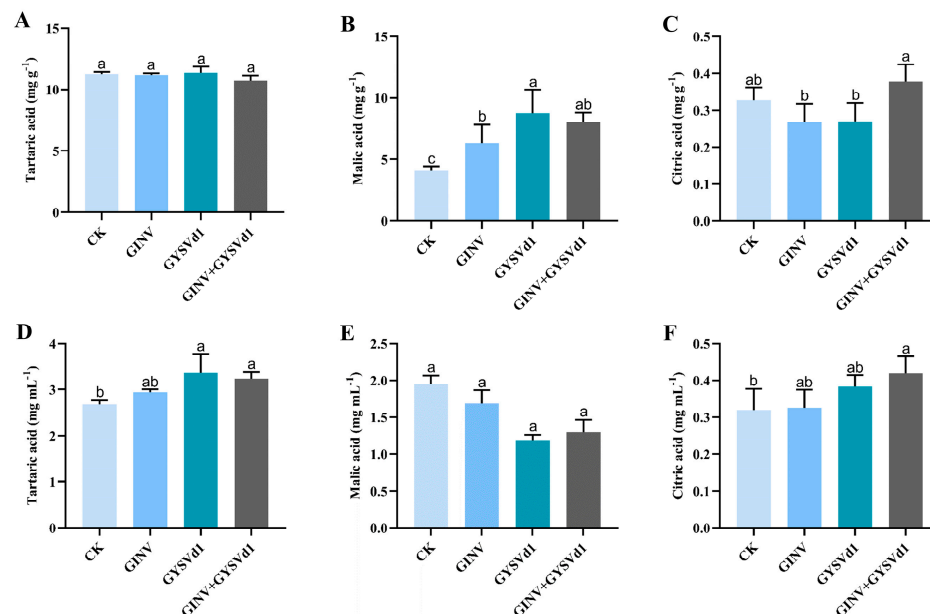 A
Tartaric acid (mg g⁻¹)
15
10
5
0
a
a
a
a
CK
GINV
GYSVd1
GINV+GYSVd1
B
Malic acid (mg g⁻¹)
15
10
5
0
c
b
a
ab
CK
GINV
GYSVd1
GINV+GYSVd1
C
Citric acid (mg g⁻¹)
0.5
0.4
0.3
0.2
0.1
0.0
ab
b
b
a
CK
GINV
GYSVd1
GINV+GYSVd1
D
Tartaric acid (mg mL⁻¹)
4
3
2
1
0
b
ab
a
a
CK
GINV
GYSVd1
GINV+GYSVd1
E
Malic acid (mg mL⁻¹)
2.5
2.0
1.5
1.0
0.5
0.0
a
a
a
a
CK
GINV
GYSVd1
GINV+GYSVd1
F
Citric acid (mg mL⁻¹)
0.5
0.4
0.3
0.2
0.1
0.0
b
ab
ab
a
CK
GINV
GYSVd1
GINV+GYSVd1